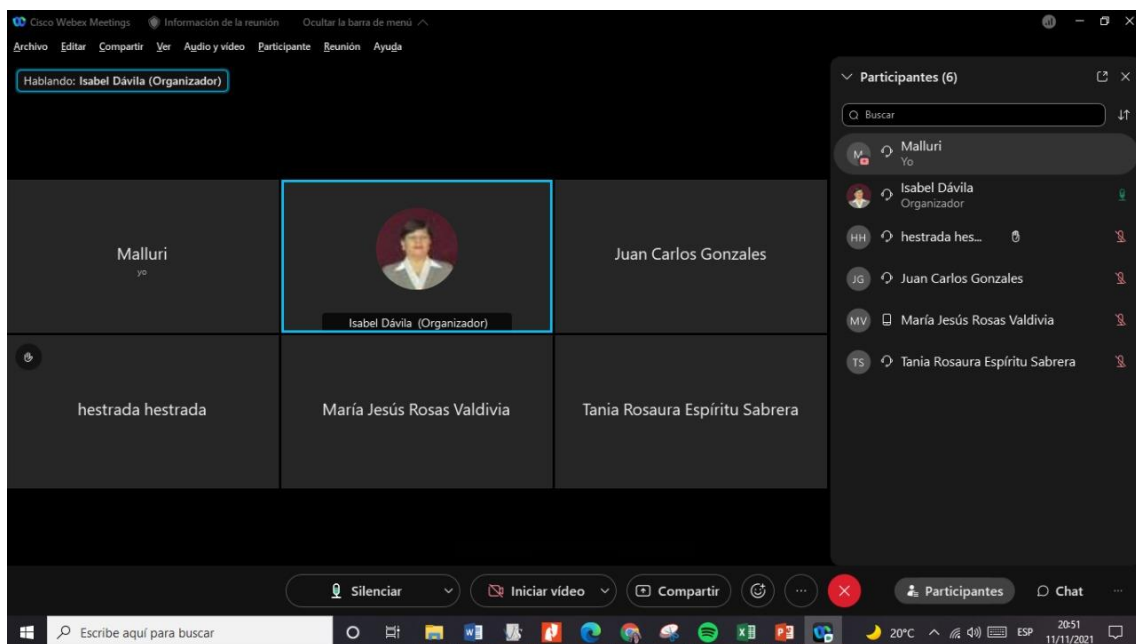 Cisco Webex Meetings Información de la reunión Ocultar la barra de menú
Archivo Editar Compartir Ver Audio y vídeo Participante Reunión Ayuda
Hablando: Isabel Dávila (Organizador)
Malluri
yo
Isabel Dávila (Organizador)
Juan Carlos Gonzales
hestrada hestrada
María Jesús Rosas Valdivia
Tania Rosaura Espíritu Sabrera
Participantes (6)
Buscar
M
Malluri
Yo
Isabel Dávila
Organizador
HH hestrada hes...
JG Juan Carlos Gonzales
MV María Jesús Rosas Valdivia
TS Tania Rosaura Espíritu Sabrera
Silenciar Iniciar vídeo Compartir Participantes Chat
Escribe aquí para buscar
20°C ESP
20:51
11/11/2021